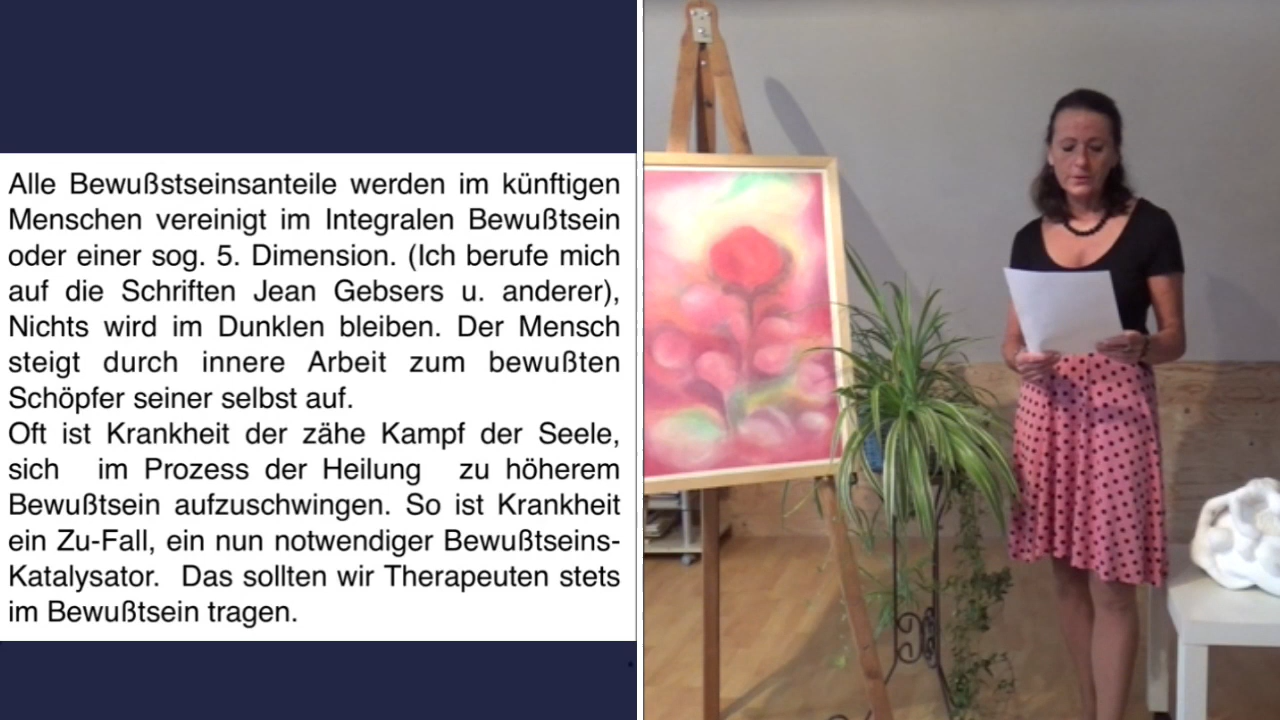 Alle Bewußstseinsanteile werden im künftigen
Menschen vereinigt im Integralen Bewußtsein
oder einer sog. 5. Dimension. (Ich berufe mich
auf die Schriften Jean Gebsers u. anderer),
Nichts wird im Dunklen bleiben. Der Mensch
steigt durch innere Arbeit zum bewußten
Schöpfer seiner selbst auf.
Oft ist Krankheit der zähe Kampf der Seele,
sich im Prozess der Heilung zu höherem
Bewußtsein aufzuschwingen. So ist Krankheit
ein Zu-Fall, ein nun notwendiger Bewußtseins-
Katalysator. Das sollten wir Therapeuten stets
im Bewußtsein tragen.